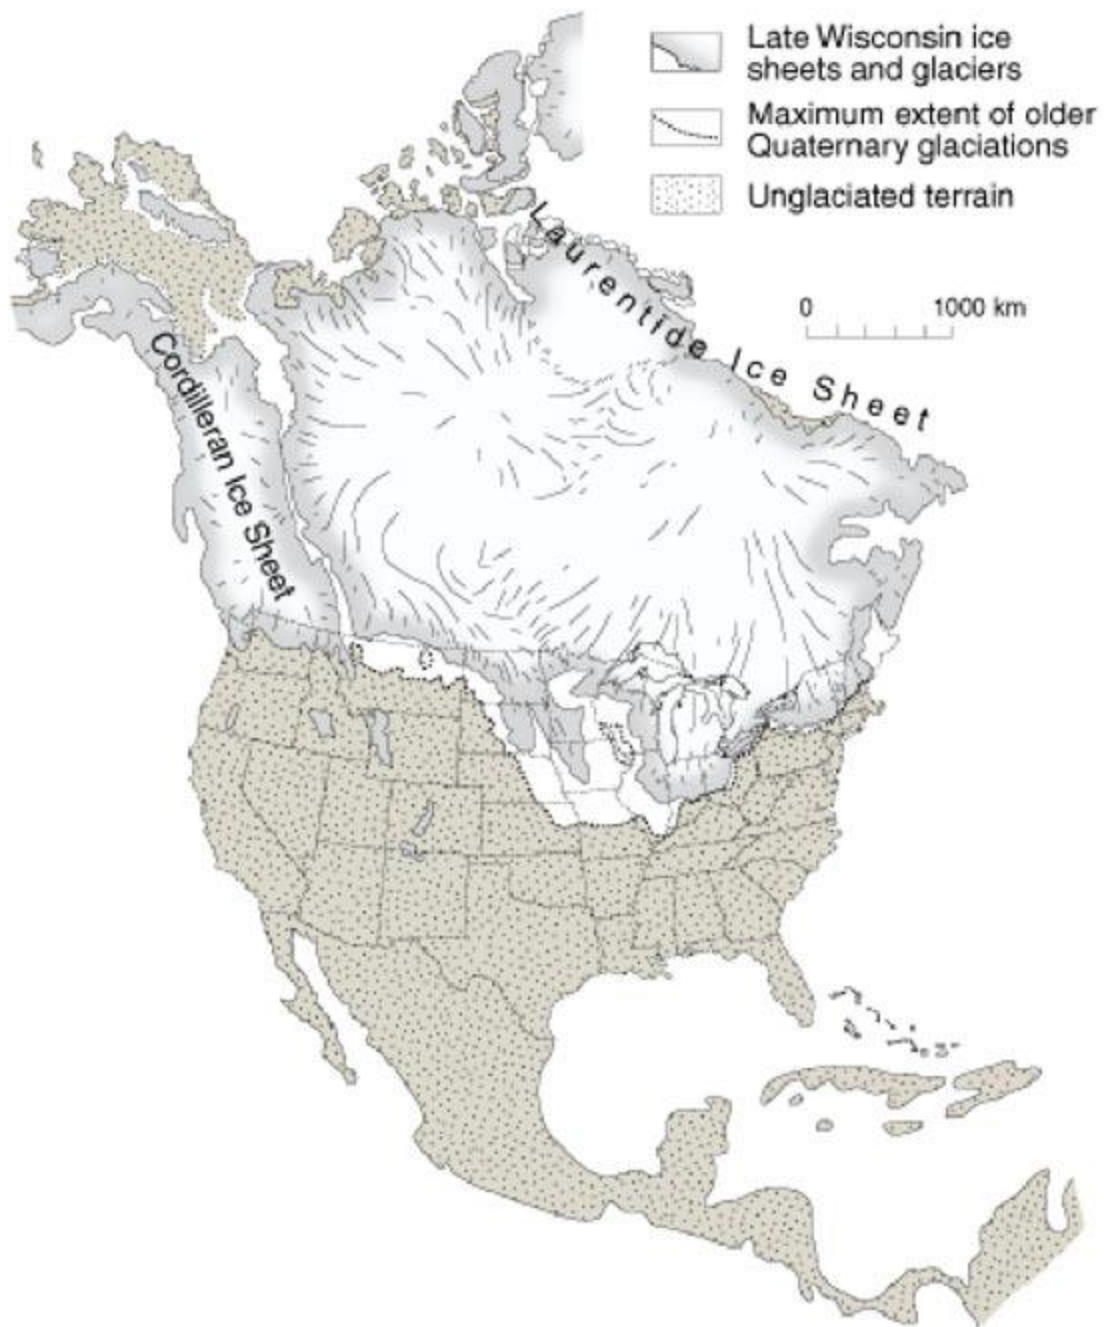 Late Wisconsin ice
sheets and glaciers
Maximum extent of older
Quaternary glaciations
Unglaciated terrain
Laurentide Ice Sheet
0 1000 km
Cordilleran Ice Sheet